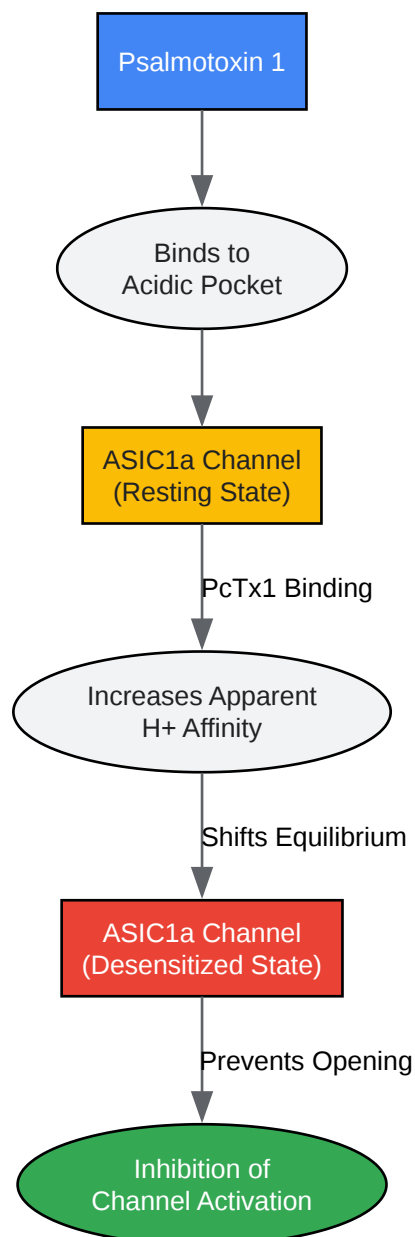 Psalmotoxin 1
Binds to
Acidic Pocket
ASIC1a Channel
(Resting State)
PcTx1 Binding
Increases Apparent
H+ Affinity
Shifts Equilibrium
ASIC1a Channel
(Desensitized State)
Prevents Opening
Inhibition of
Channel Activation